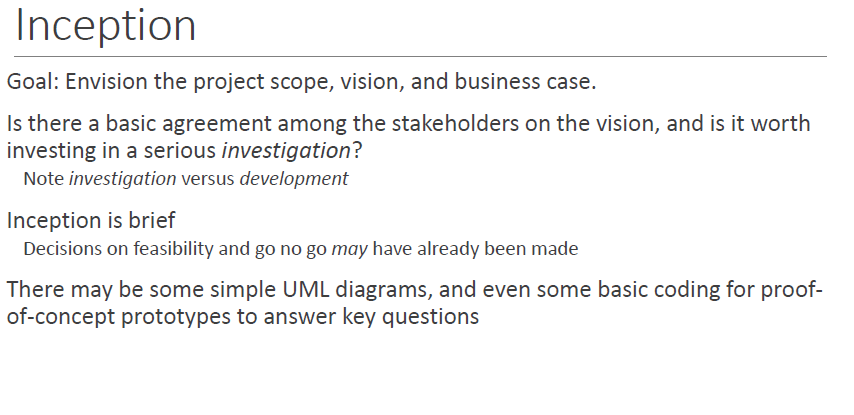 Inception
Goal: Envision the project scope, vision, and business case.
Is there a basic agreement among the stakeholders on the vision, and is it worth
investing in a serious investigation?
Note investigation versus development
Inception is brief
Decisions on feasibility and go no go may have already been made
There may be some simple UML diagrams, and even some basic coding for proof-
of-concept prototypes to answer key questions